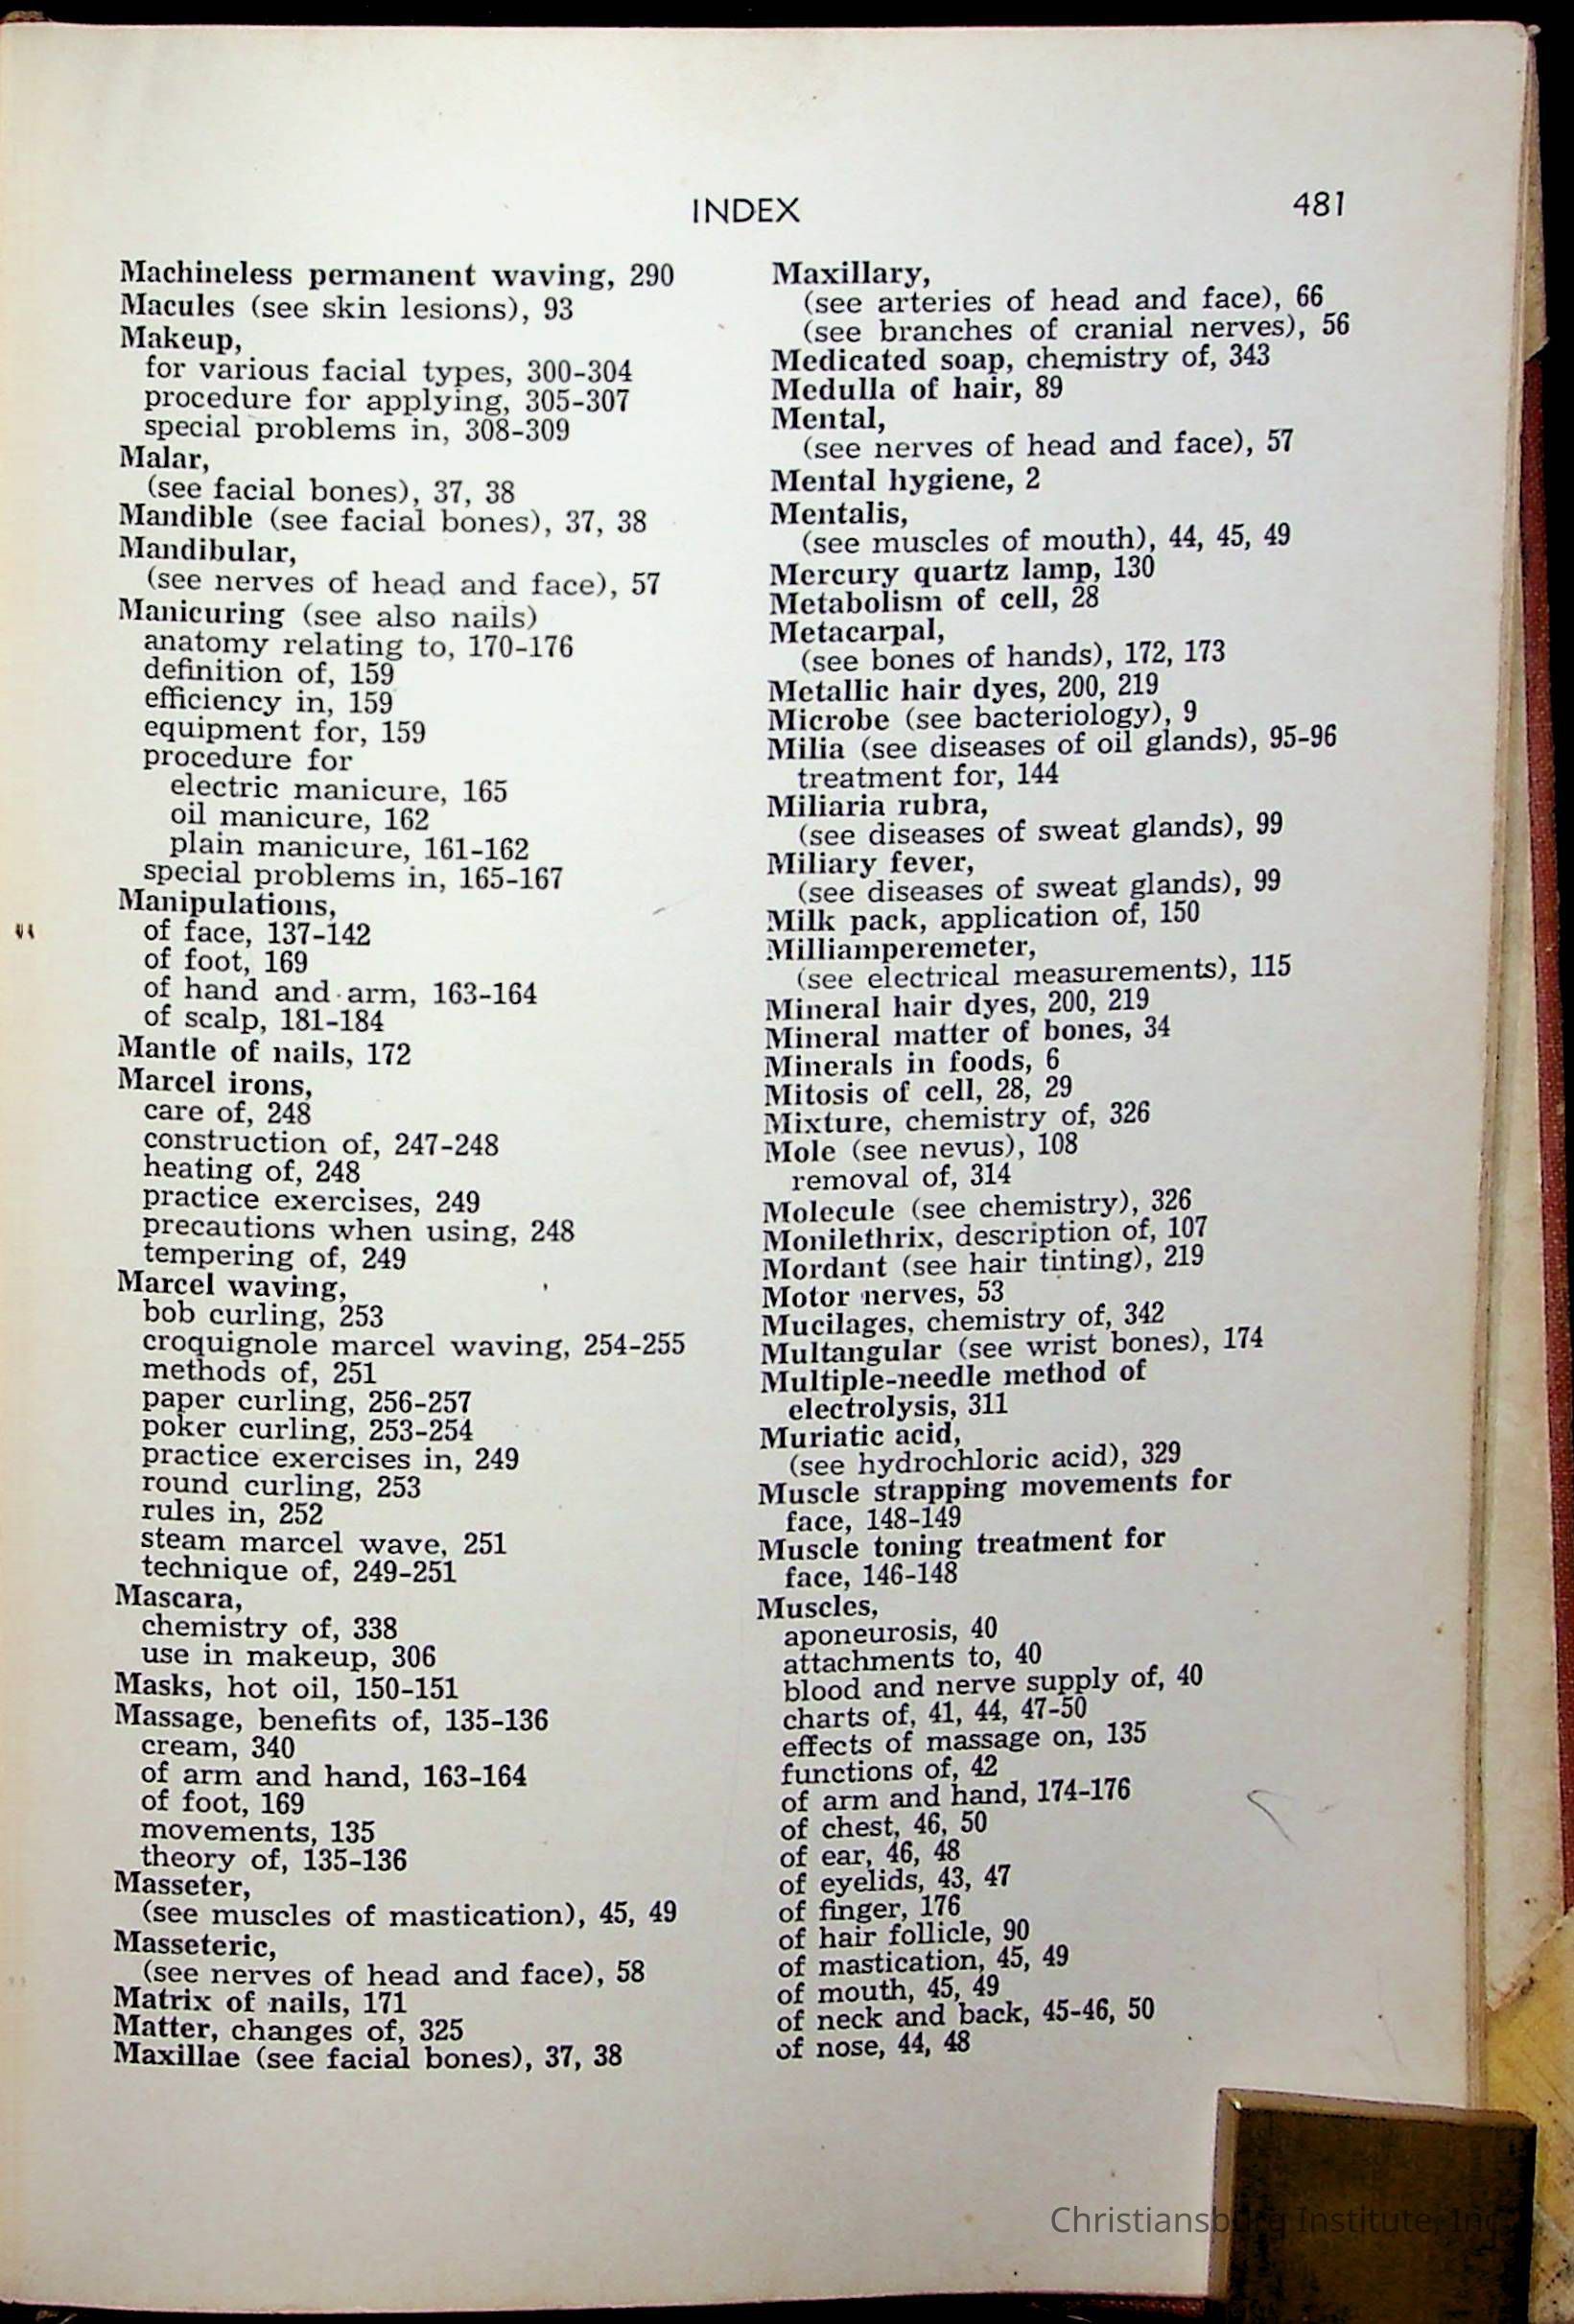 INDEX
481
Machineless permanent waving, 290
Macules (see skin lesions), 93
Makeup,
for various facial types, 300-304
procedure for applying, 305-307
special problems in, 308-309
Malar,
(see facial bones), 37, 38
Mandible (see facial bones), 37, 38
Mandibular,
(see nerves of head and face), 57
Manicuring (see also nails)
anatomy relating to, 170-176
definition of, 159
efficiency in, 159
equipment for, 159
procedure for
electric manicure, 165
oil manicure, 162
plain manicure, 161-162
special problems in, 165-167
Manipulations,
of face, 137-142
of foot, 169
of hand and arm, 163-164
of scalp, 181-184
Mantle of nails, 172
Marcel irons,
care of, 248
construction of, 247-248
heating of, 248
practice exercises, 249
precautions when using, 248
tempering of, 249
Marcel waving,
bob curling, 253
croquignole marcel waving, 254-255
methods of, 251
paper curling, 256-257
poker curling, 253-254
practice exercises in, 249
round curling, 253
rules in, 252
steam marcel wave, 251
technique of, 249-251
Mascara,
chemistry of, 338
use in makeup, 306
Masks, hot oil, 150-151
Massage, benefits of, 135-136
cream, 340
of arm and hand, 163-164
of foot, 169
movements, 135
theory of, 135-136
Masseter,
(see muscles of mastication), 45, 49
Masseteric,
(see nerves of head and face), 58
Matrix of nails, 171
Matter, changes of, 325
Maxillae (see facial bones), 37, 38
Maxillary,
(see arteries of head and face), 66
(see branches of cranial nerves), 56
Medicated soap, chemistry of, 343
Medulla of hair, 89
Mental,
(see nerves of head and face), 57
Mental hygiene, 2
Mentalis,
(see muscles of mouth), 44, 45, 49
Mercury quartz lamp, 130
Metabolism of cell, 28
Metacarpal,
(see bones of hands), 172, 173
Metallic hair dyes, 200, 219
Microbe (see bacteriology), 9
Milia (see diseases of oil glands), 95-96
treatment for, 144
Miliaria rubra,
(see diseases of sweat glands), 99
Miliary fever,
(see diseases of sweat glands), 99
Milk pack, application of, 150
Milliamperemeter,
(see electrical measurements), 115
Mineral hair dyes, 200, 219
Mineral matter of bones, 34
Minerals in foods, 6
Mitosis of cell, 28, 29
Mixture, chemistry of, 326
Mole (see nevus), 108
removal of, 314
Molecule (see chemistry), 326
Monilethrix, description of, 107
Mordant (see hair tinting), 219
Motor nerves, 53
Mucilages, chemistry of, 342
Multangular (see wrist bones), 174
Multiple-needle method of
electrolysis, 311
Muriatic acid,
(see hydrochloric acid), 329
Muscle strapping movements for
face, 148-149
Muscle toning treatment for
face, 146-148
Muscles,
aponeurosis, 40
attachments to, 40
blood and nerve supply of, 40
charts of, 41, 44, 47-50
effects of massage on, 135
functions of, 42
of arm and hand, 174-176
of chest, 46, 50
of ear, 46, 48
of eyelids, 43, 47
of finger, 176
of hair follicle, 90
of mastication, 45, 49
of mouth, 45, 49
of neck and back, 45-46, 50
of nose, 44, 48
Christiansburg Institute, Inc.